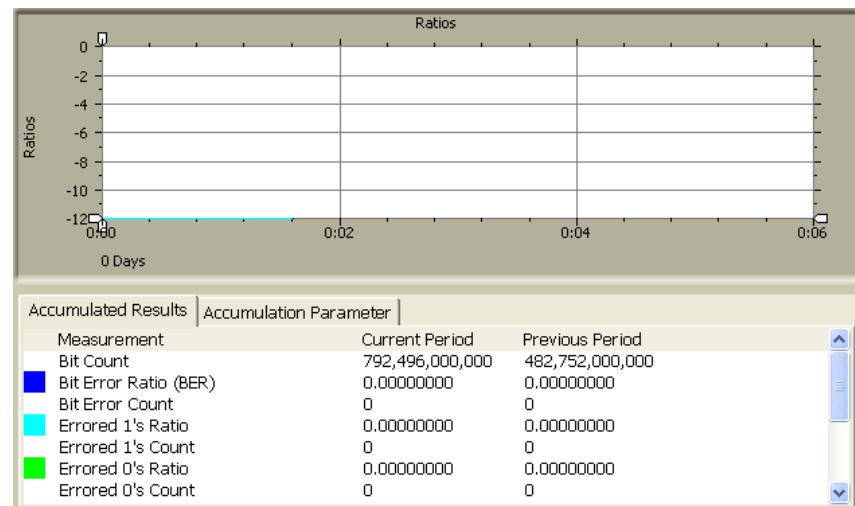 Ratios
0
-2
-4
Ratios
-6
-8
-10
-12
0:00 0:02 0:04 0:06
0 Days
Accumulated Results Accumulation Parameter
Measurement Current Period Previous Period
Bit Count 792,496,000,000 482,752,000,000
Bit Error Ratio (BER) 0.00000000 0.00000000
Bit Error Count 0 0
Errored 1's Ratio 0.00000000 0.00000000
Errored 1's Count 0 0
Errored 0's Ratio 0.00000000 0.00000000
Errored 0's Count 0 0